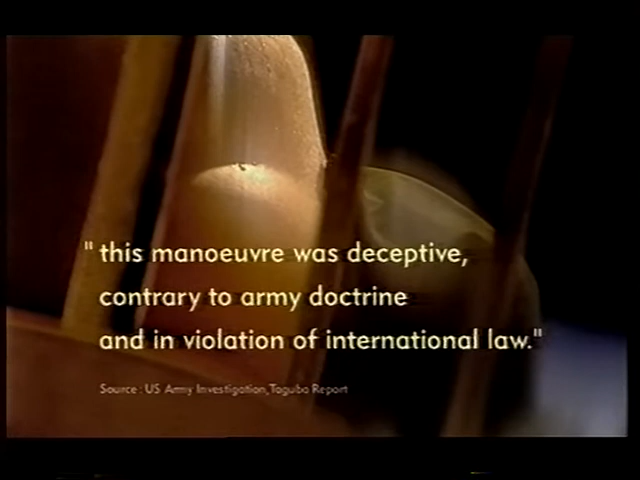 " this manoeuvre was deceptive,
contrary to army doctrine
and in violation of international law."
Source: US Army Investigation, Taguba Report